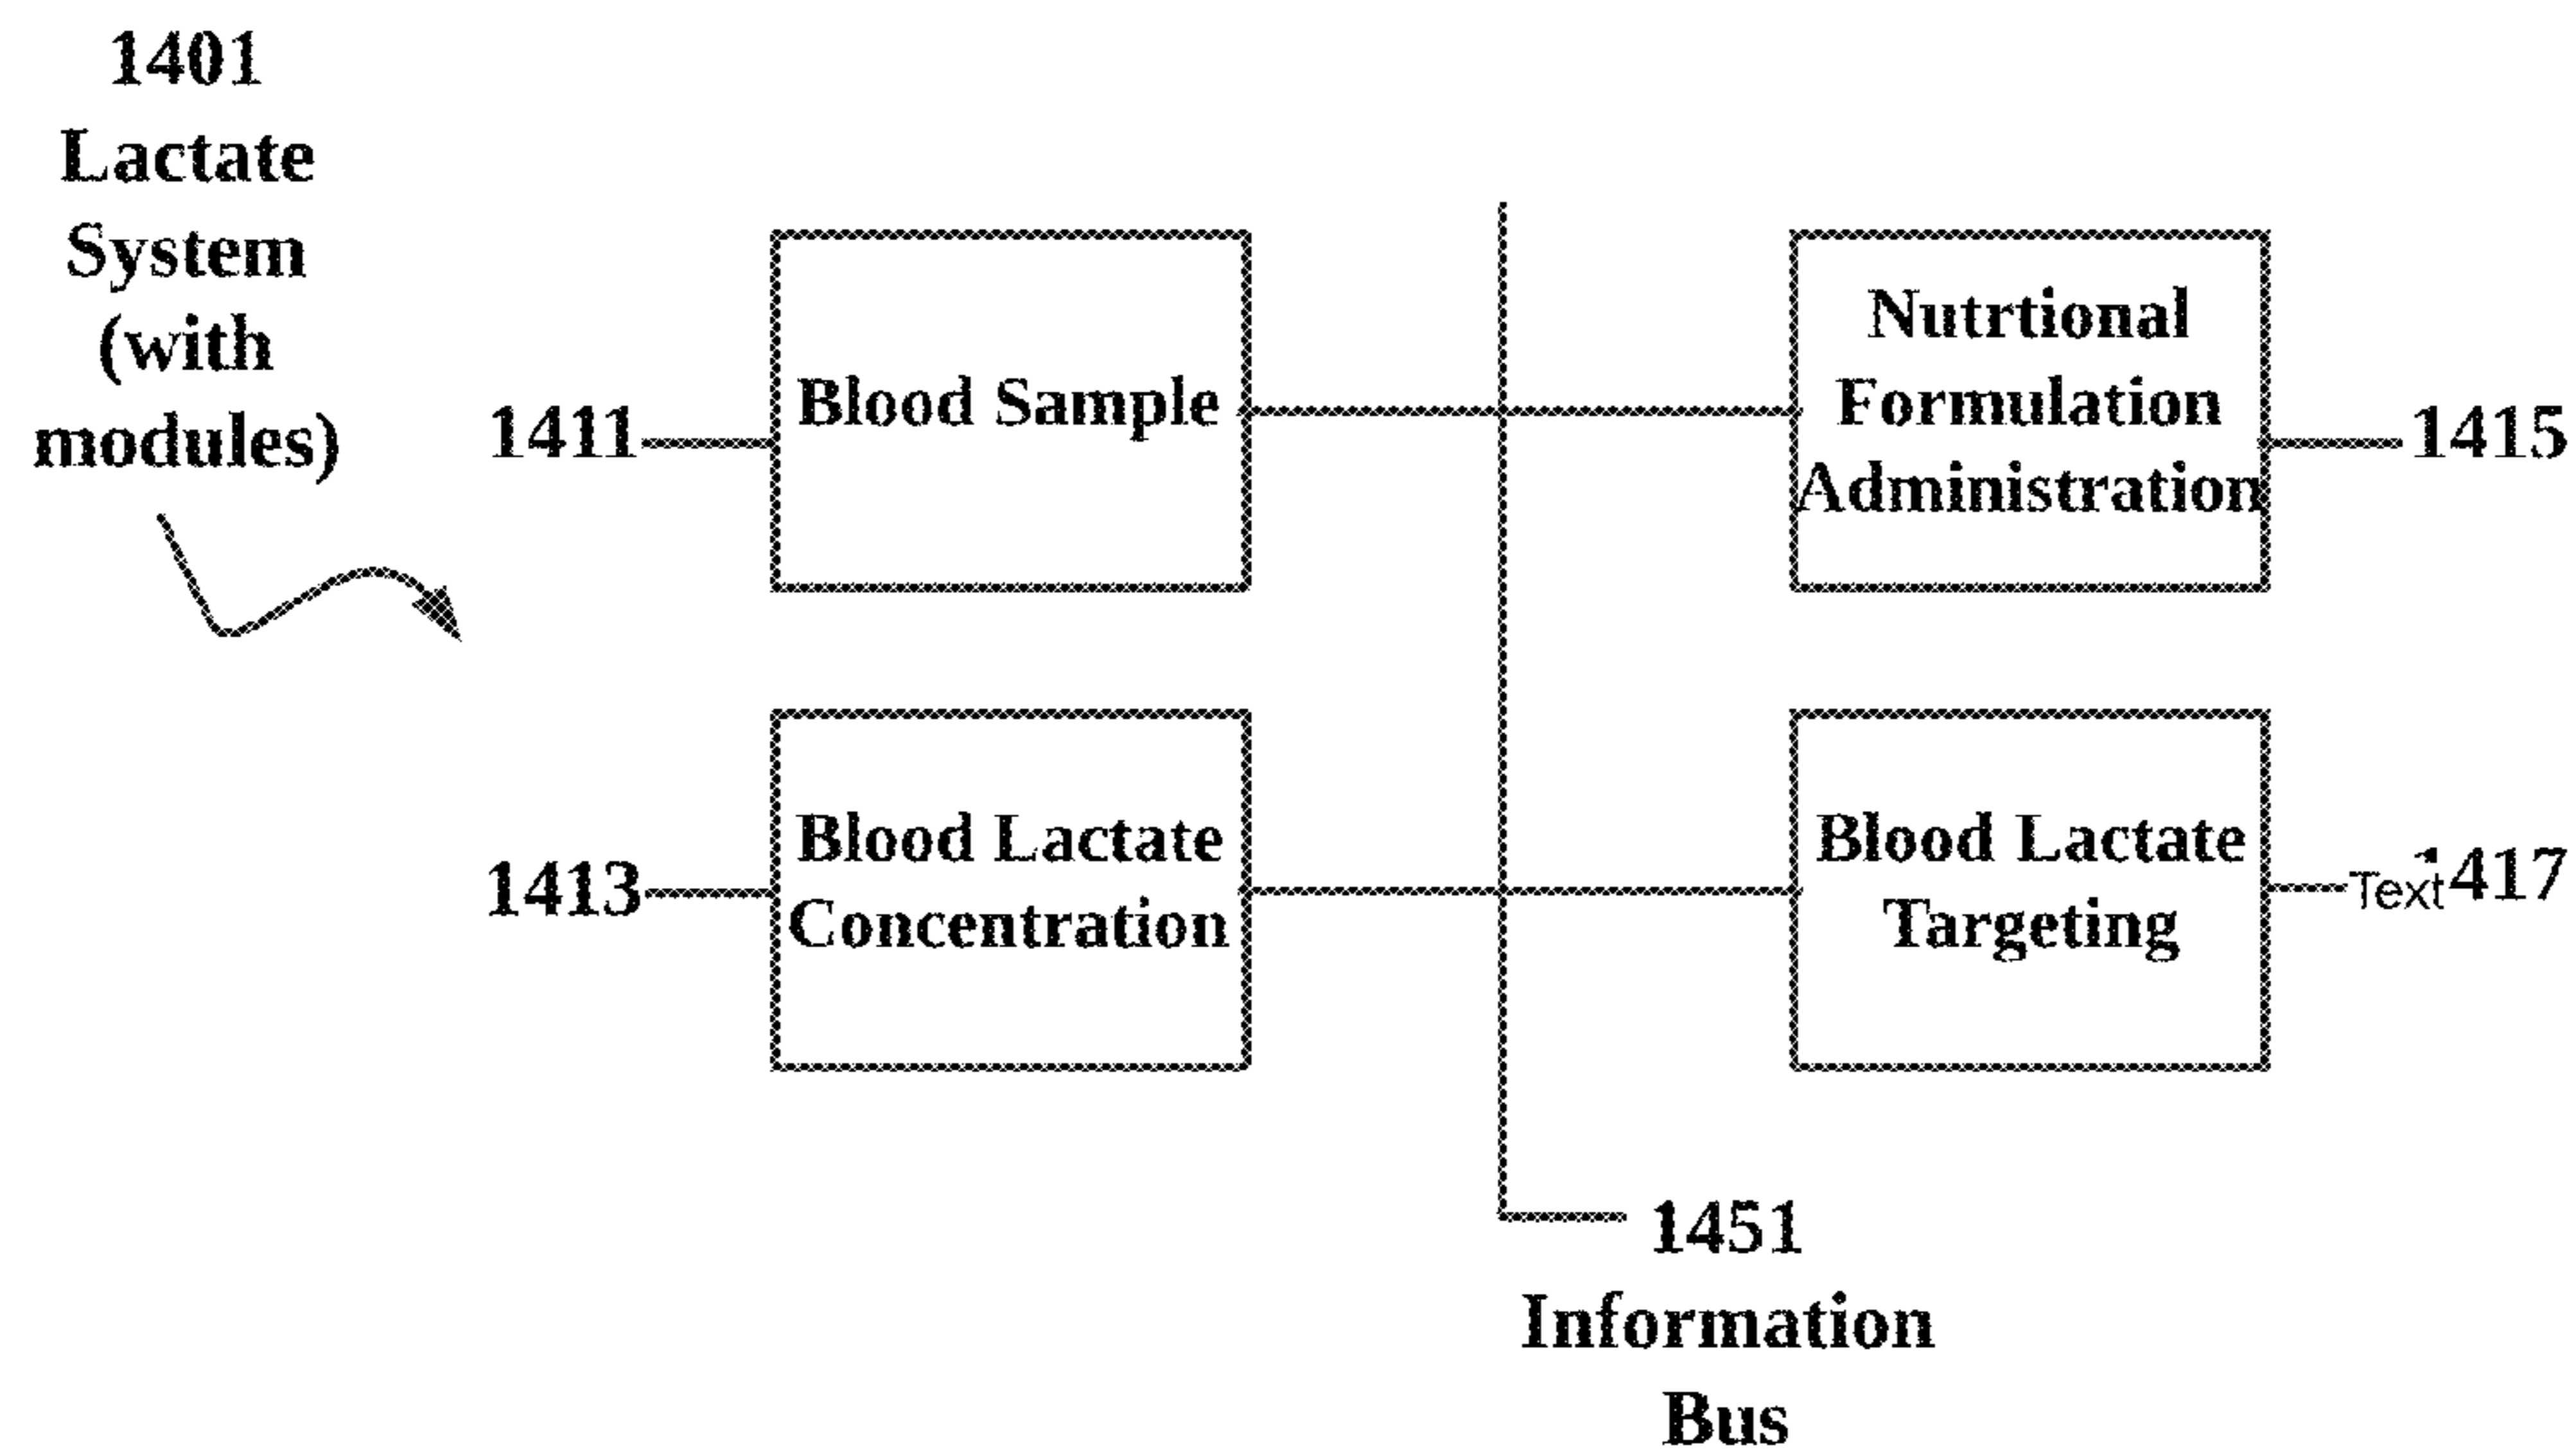 1401
Lactate
System
(with
modules)
1411
Blood Sample
Nutrtional
Formulation
Administration
1415
1413
Blood Lactate
Concentration
Blood Lactate
Targeting
Text
1417
1451
Information
Bus